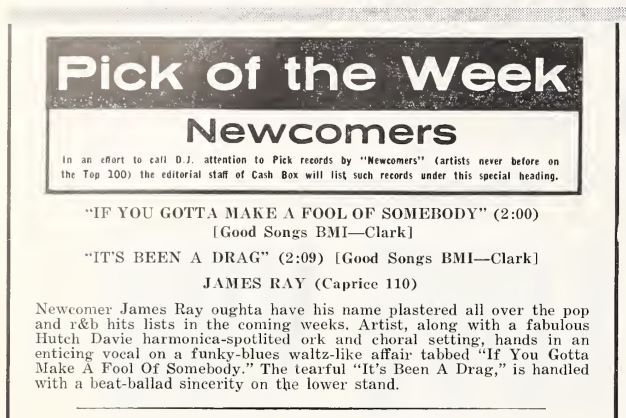 Pick of the Week
Newcomers
In an effort to call D.J. attention to Pick records by "Newcomers" (artists never before on
the Top 100) the editorial staff of Cash Box will list such records under this special heading.
"IF YOU GOTTA MAKE A FOOL OF SOMEBODY" (2:00)
[Good Songs BMI—Clark]
"IT'S BEEN A DRAG" (2:09) [Good Songs BMI—Clark]
JAMES RAY (Caprice 110)
Newcomer James Ray oughta have his name plastered all over the pop
and r&b hits lists in the coming weeks. Artist, along with a fabulous
Hutch Davie harmonica-spotlited ork and choral setting, hands in an
enticing vocal on a funky-blues waltz-like affair tabbed "If You Gotta
Make A Fool Of Somebody." The tearful "It's Been A Drag," is handled
with a beat-ballad sincerity on the lower stand.